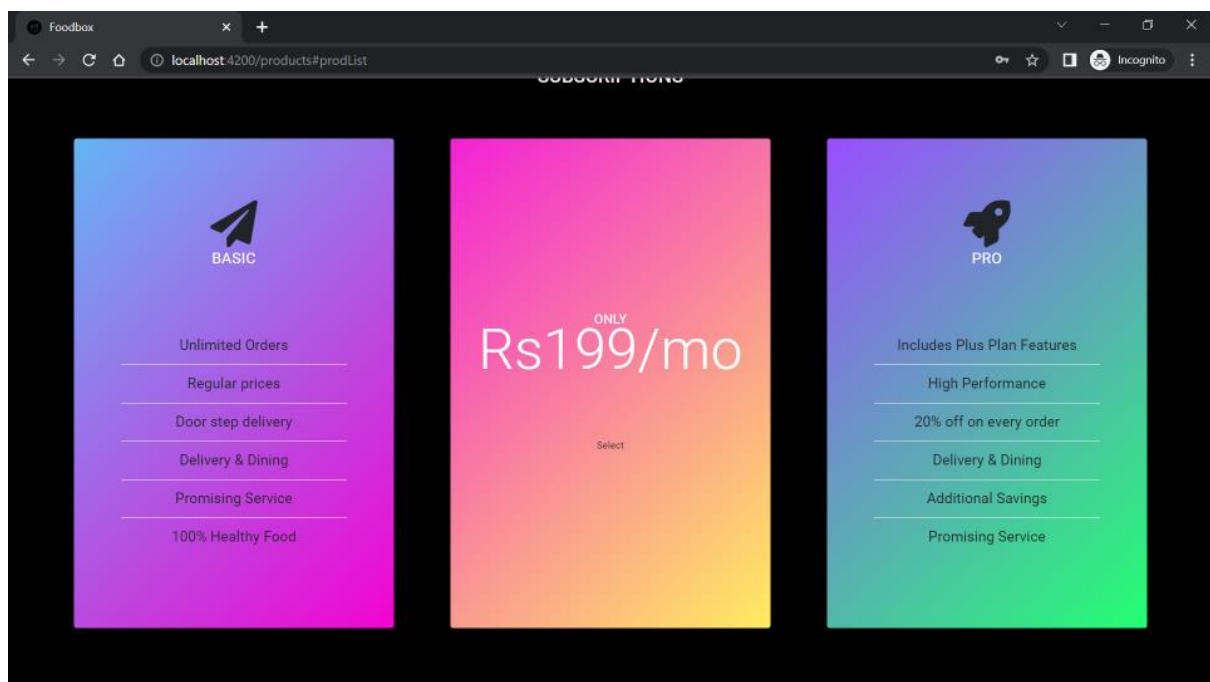 Foodbox
localhost:4200/products#prodList
Incognito
SUBSCRIPTIONS
BASIC
Unlimited Orders
Regular prices
Door step delivery
Delivery & Dining
Promising Service
100% Healthy Food
ONLY
Rs199/mo
Select
PRO
Includes Plus Plan Features
High Performance
20% off on every order
Delivery & Dining
Additional Savings
Promising Service